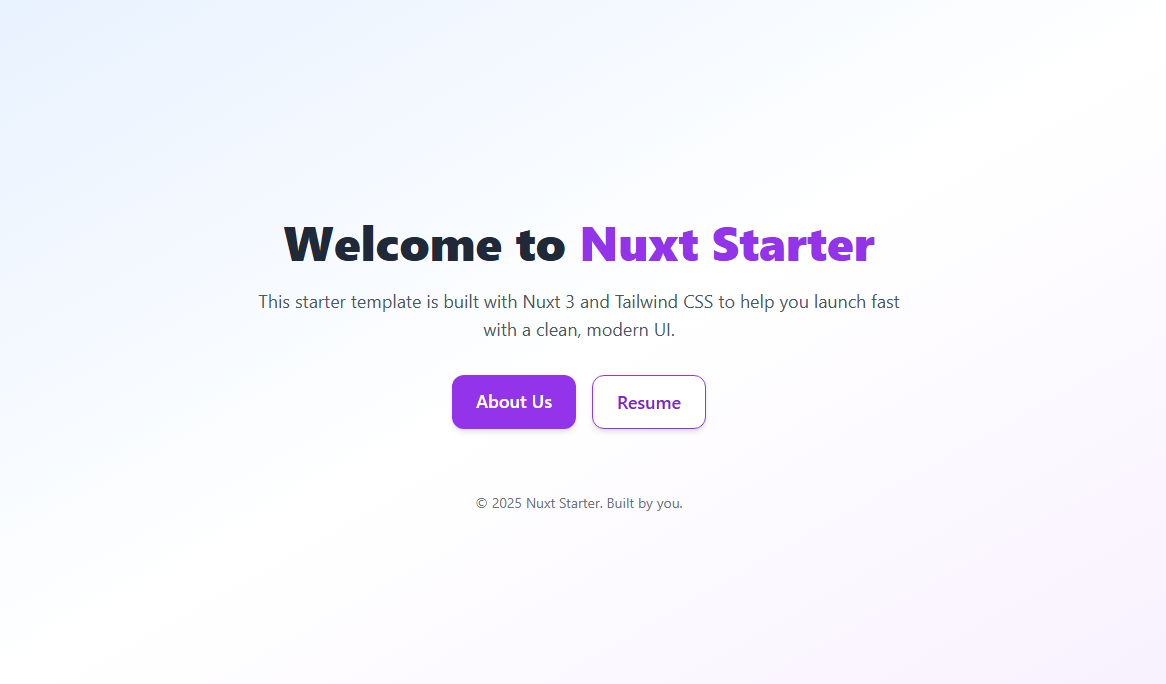 Welcome to Nuxt Starter
This starter template is built with Nuxt 3 and Tailwind CSS to help you launch fast
with a clean, modern UI.
About Us
Resume
© 2025 Nuxt Starter. Built by you.